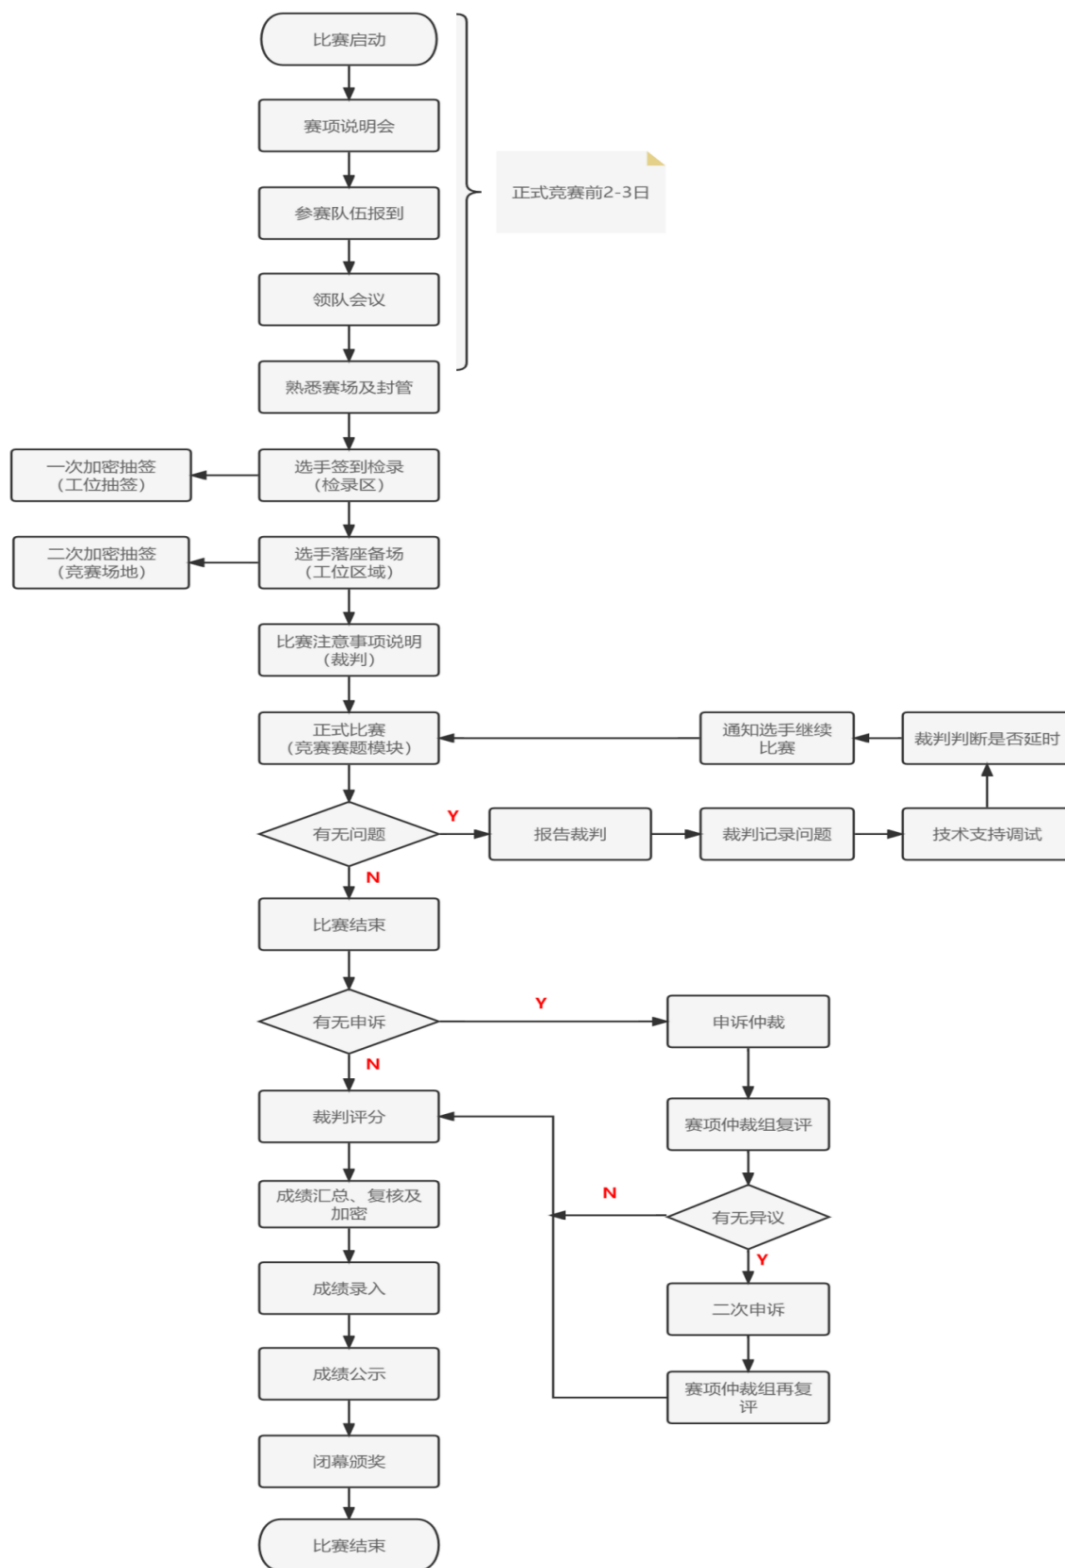 比赛启动
赛项说明会
正式竞赛前2-3日
参赛队伍报到
领队会议
熟悉赛场及封管
一次加密抽签
(工位抽签)
选手签到检录
(检录区)
二次加密抽签
(竞赛场地)
选手落座备场
(工位区域)
比赛注意事项说明
(裁判)
正式比赛
(竞赛赛题模块)
通知选手继续
比赛
裁判判断是否延时
有无问题
Y
报告裁判
裁判记录问题
技术支持调试
N
比赛结束
有无申诉
Y
申诉仲裁
N
裁判评分
赛项仲裁组复评
成绩汇总、复核及
加密
N
有无异议
Y
成绩录入
二次申诉
成绩公示
赛项仲裁组再复
评
闭幕颁奖
比赛结束